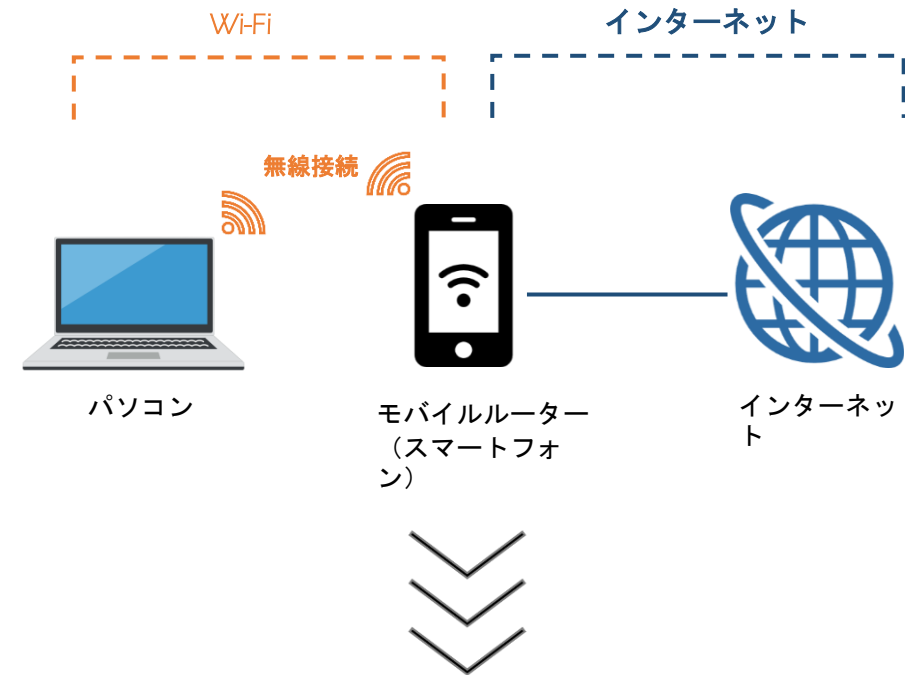 Wi-Fi
インターネット
無線接続
パソコン
モバイルルーター
（スマートフォ
ン）
インターネッ
ト